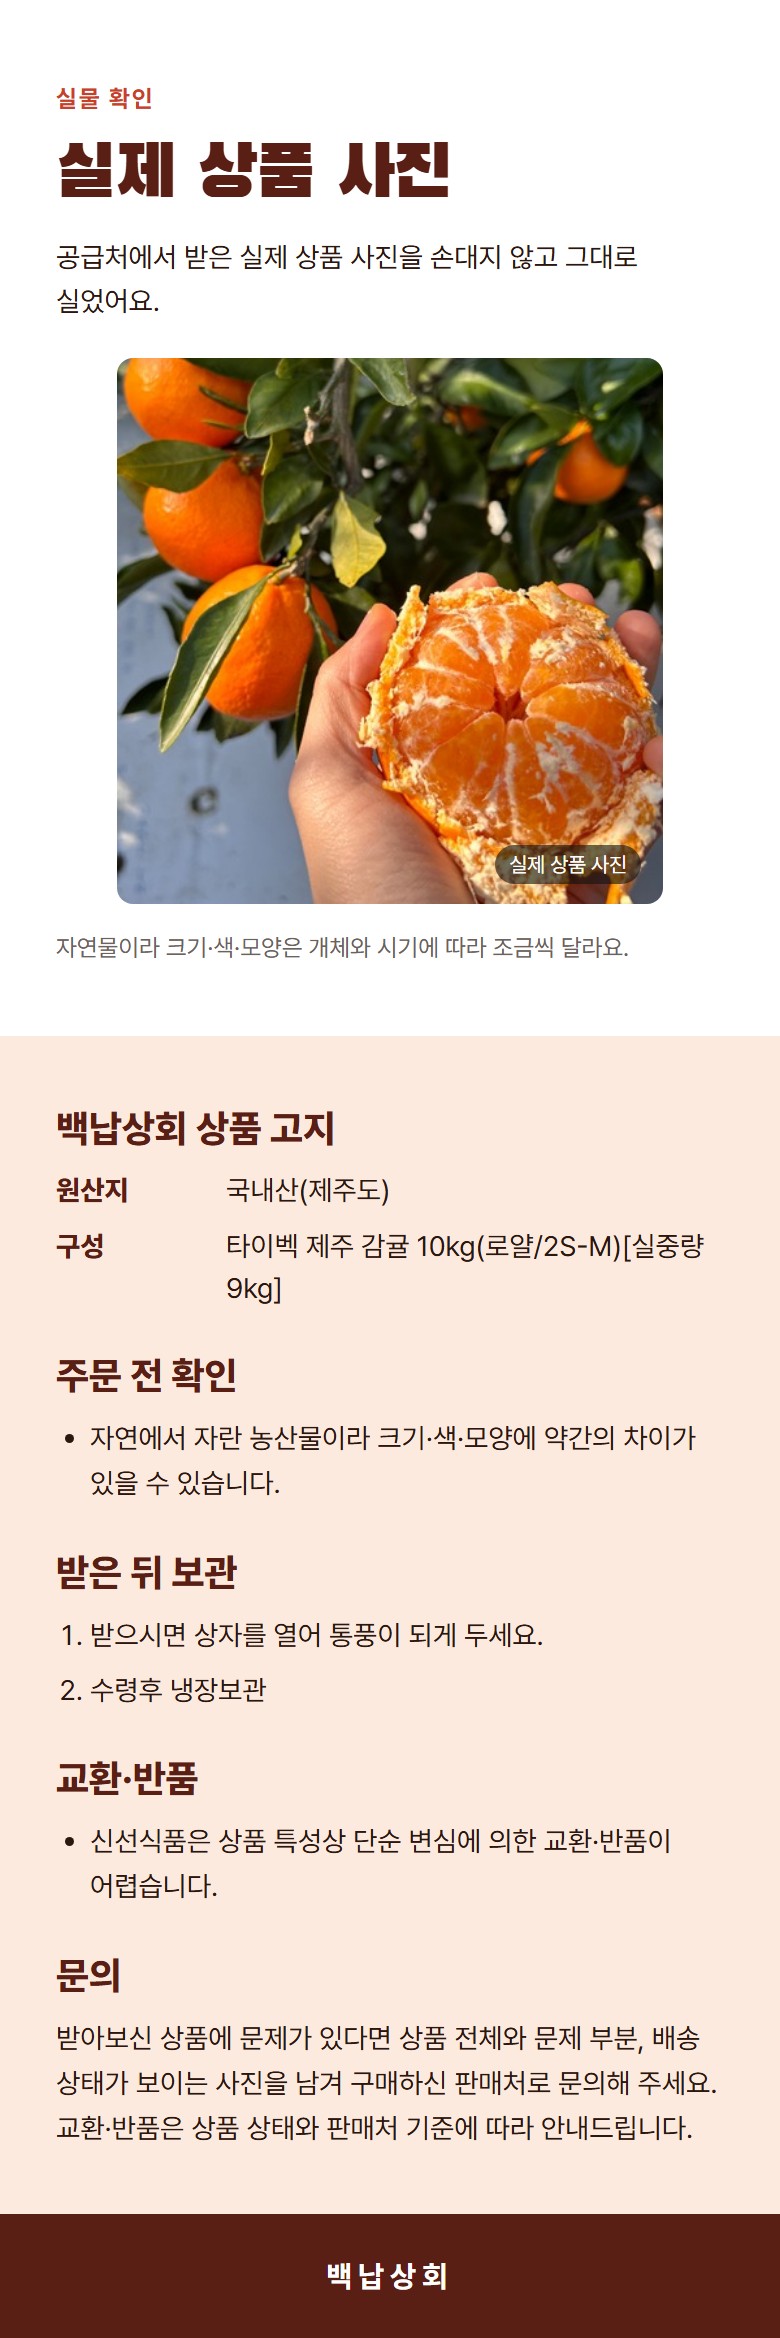 실물 확인
실제 상품 사진
공급처에서 받은 실제 상품 사진을 손대지 않고 그대로
실었어요.
실제 상품 사진
자연물이라 크기·색·모양은 개체와 시기에 따라 조금씩 달라요.
백납상회 상품 고지
원산지 국내산(제주도)
구성 타이벡 제주 감귤 10kg(로얄/2S-M)[실중량
9kg]
주문 전 확인
• 자연에서 자란 농산물이라 크기·색·모양에 약간의 차이가
있을 수 있습니다.
받은 뒤 보관
1. 받으시면 상자를 열어 통풍이 되게 두세요.
2. 수령후 냉장보관
교환·반품
• 신선식품은 상품 특성상 단순 변심에 의한 교환·반품이
어렵습니다.
문의
받아보신 상품에 문제가 있다면 상품 전체와 문제 부분, 배송
상태가 보이는 사진을 남겨 구매하신 판매처로 문의해 주세요.
교환·반품은 상품 상태와 판매처 기준에 따라 안내드립니다.
백납상회